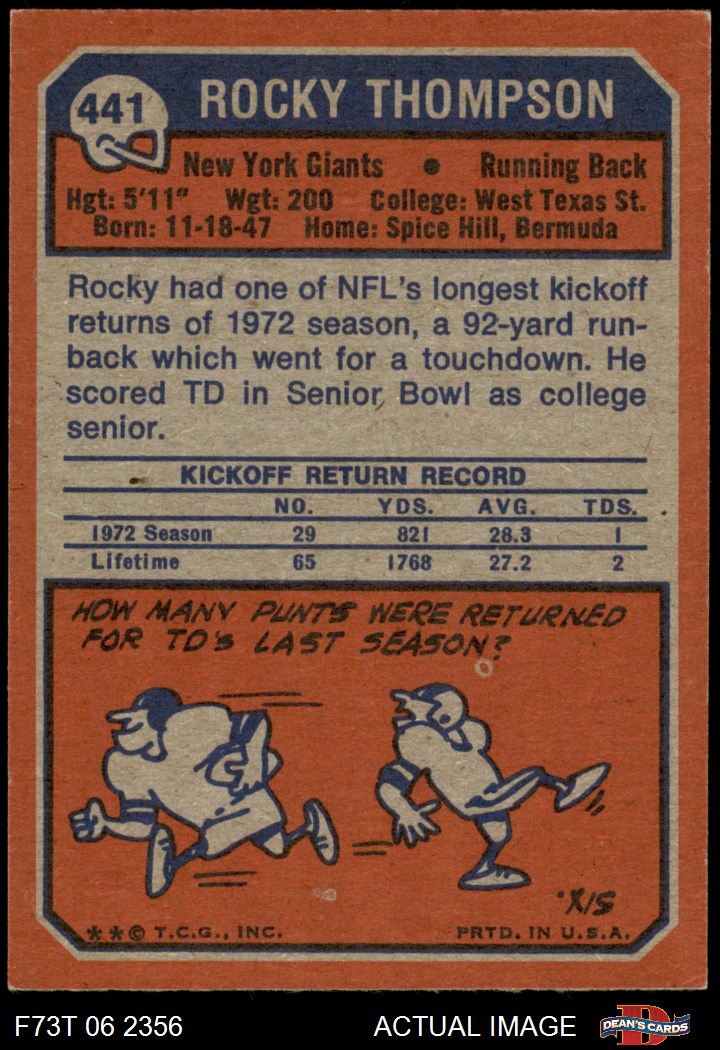 441
ROCKY THOMPSON
New York Giants • Running Back
Hgt: 5'11" Wgt: 200 College: West Texas St.
Born: 11-18-47 Home: Spice Hill, Bermuda
Rocky had one of NFL's longest kickoff
returns of 1972 season, a 92-yard run-
back which went for a touchdown. He
scored TD in Senior Bowl as college
senior.
KICKOFF RETURN RECORD
NO. YDS. AVG. TDS.
1972 Season 29 821 28.3 1
Lifetime 65 1768 27.2 2
HOW MANY PUNTS WERE RETURNED
FOR TD'S LAST SEASON?
SIX.
**© T.C.G., INC. PRTD. IN U.S.A.
F73T 06 2356 ACTUAL IMAGE DEAN'S CARDS